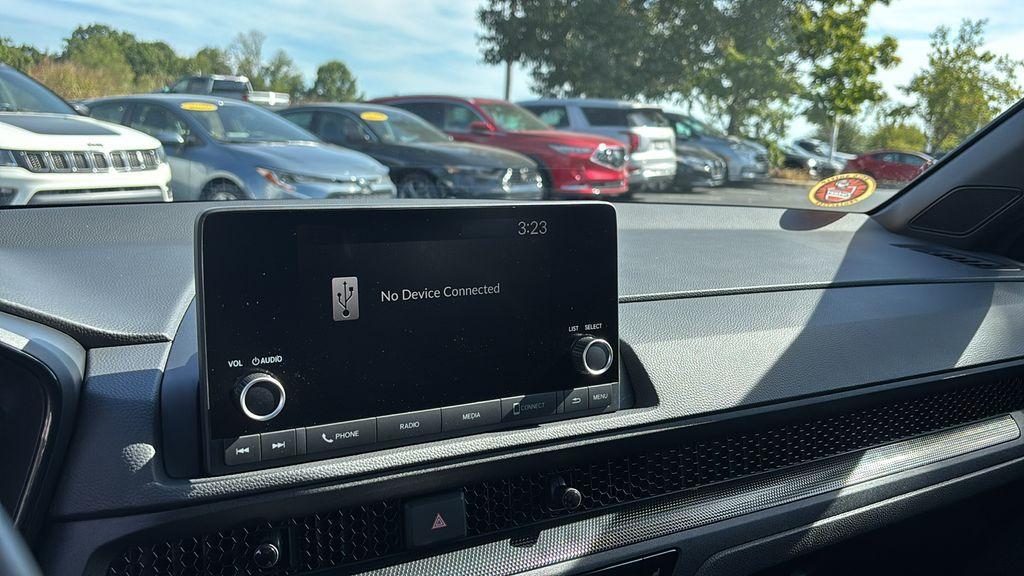 3:23
No Device Connected
LIST SELECT
VOL AUDIO
PHONE
RADIO
MEDIA
CONNECT
MENU